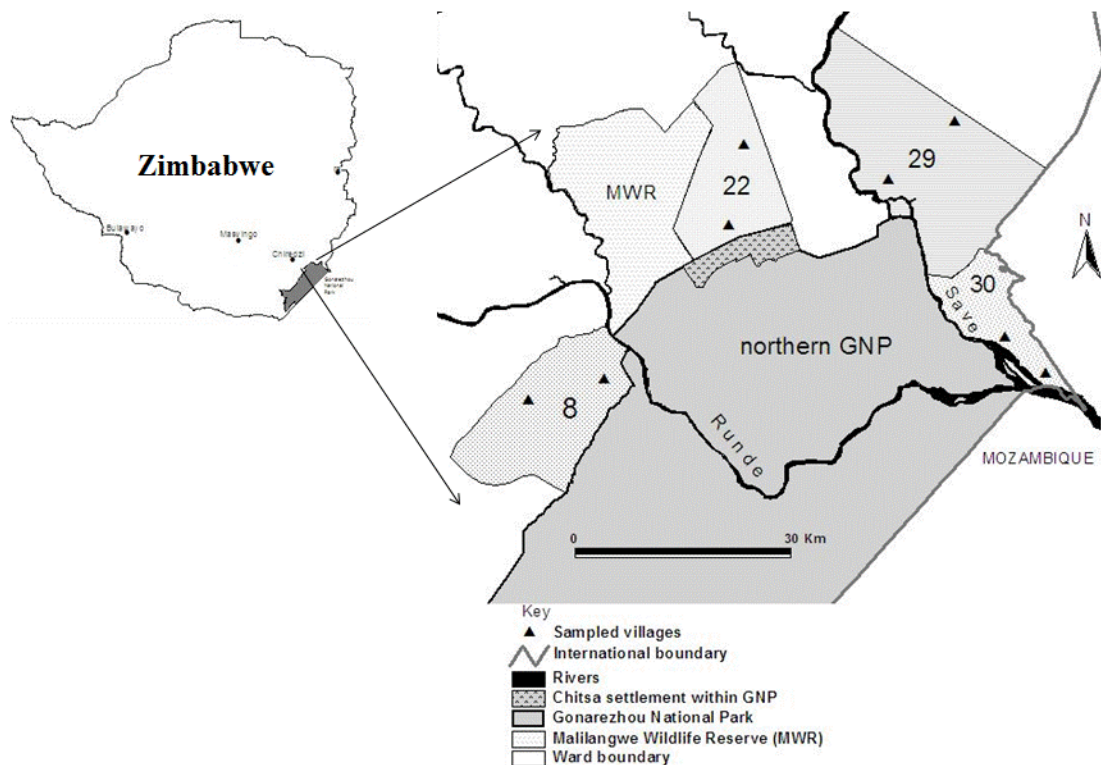 Zimbabwe
Bulawayo
Masvingo
Chiredzi
Gonarezhou
National
Park
MWR
22
29
30
8
N
Save
northern GNP
Runde
MOZAMBIQUE
0 30 Km
Key
Sampled villages
International boundary
Rivers
Chitsa settlement within GNP
Gonarezhou National Park
Malilangwe Wildlife Reserve (MWR)
Ward boundary